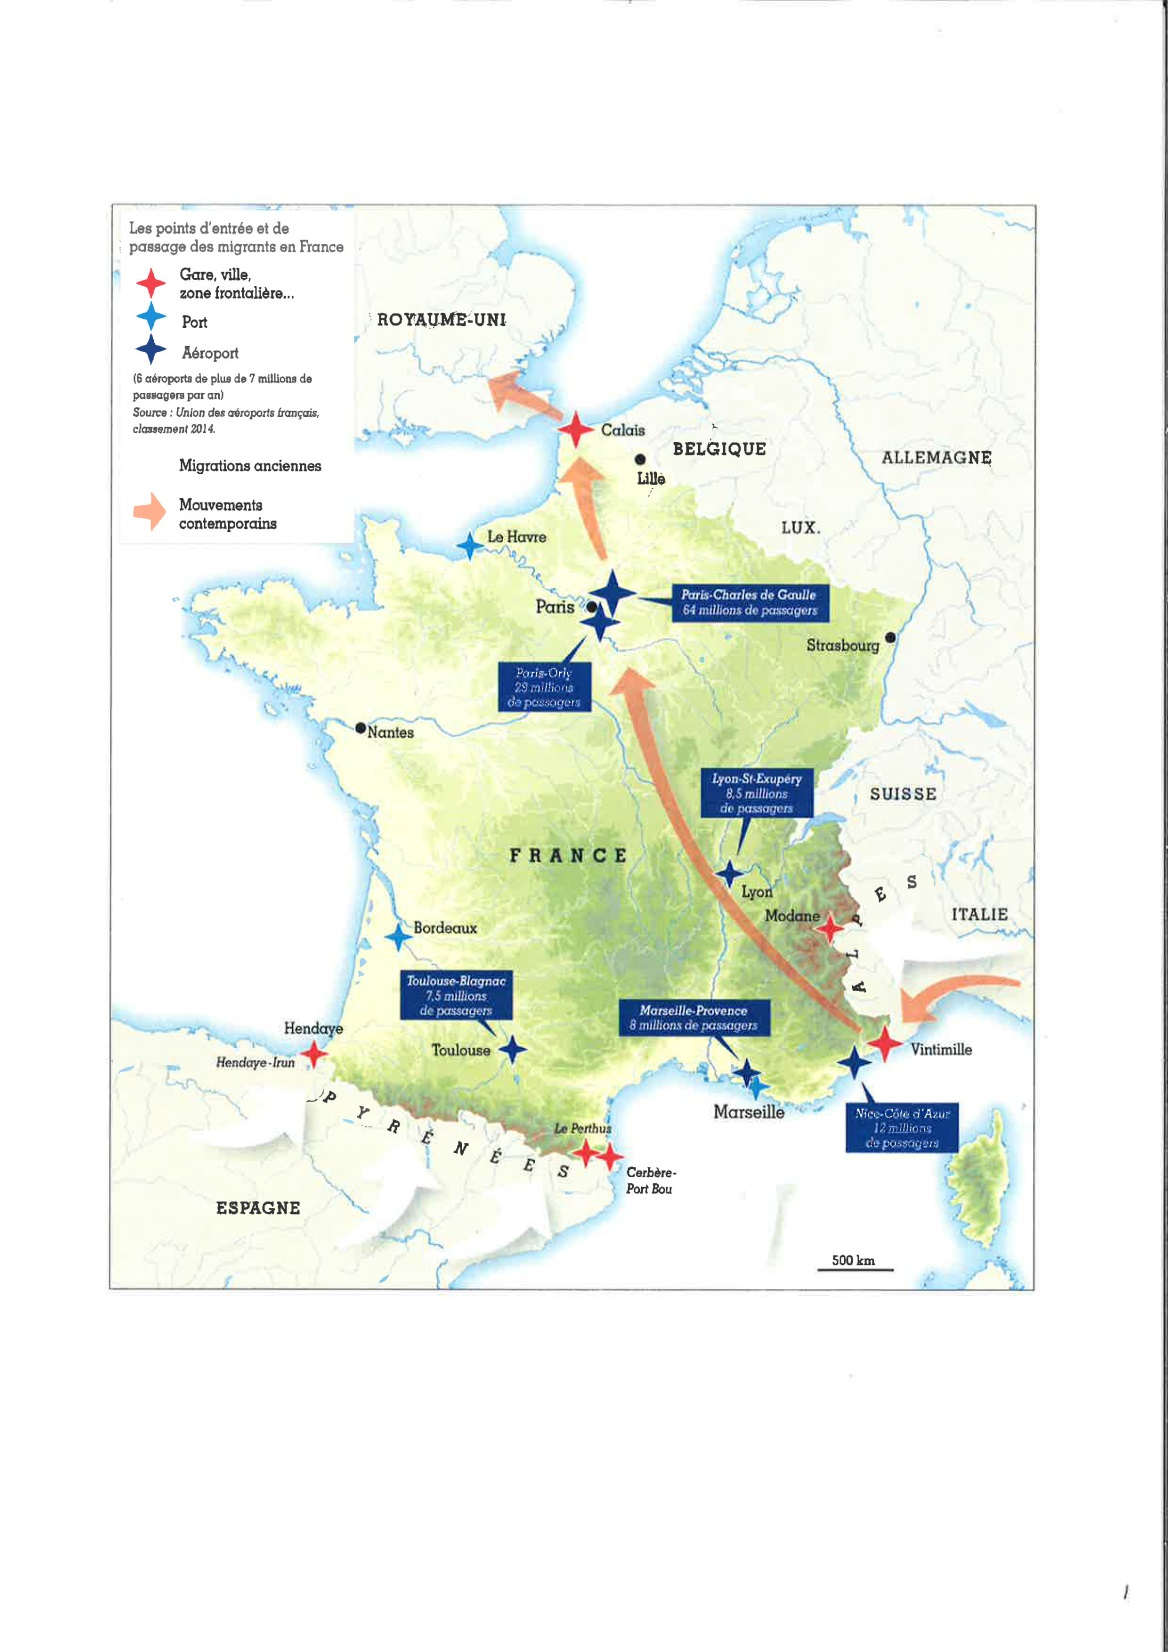 Les points d'entrée et de
passage des migrants en France
Gare, ville,
zone frontalière...
Port
Aéroport
(6 aéroports de plus de 7 millions de
passagers par an)
Source : Union des aéroports français,
classement 2014.
Migrations anciennes
Mouvements
contemporains
ROYAUME-UNI
Calais
BELGIQUE
Lille
ALLEMAGNE
LUX.
Le Havre
Paris
Paris-Charles de Gaulle
64 millions de passagers
Strasbourg
Paris-Orly
29 millions
de passagers
Nantes
Lyon-St-Exupéry
8,5 millions
de passagers
SUISSE
FRANCE
Lyon
Modane
ALPES
ITALIE
Bordeaux
Toulouse-Blagnac
7,5 millions
de passagers
Marseille-Provence
8 millions de passagers
Hendaye
Hendaye-Irun
Toulouse
Vintimille
PYRÉNÉES
Marseille
Nice-Côte d'Azur
12 millions
de passagers
Le Perthus
Cerbère-
Port Bou
ESPAGNE
500 km
1